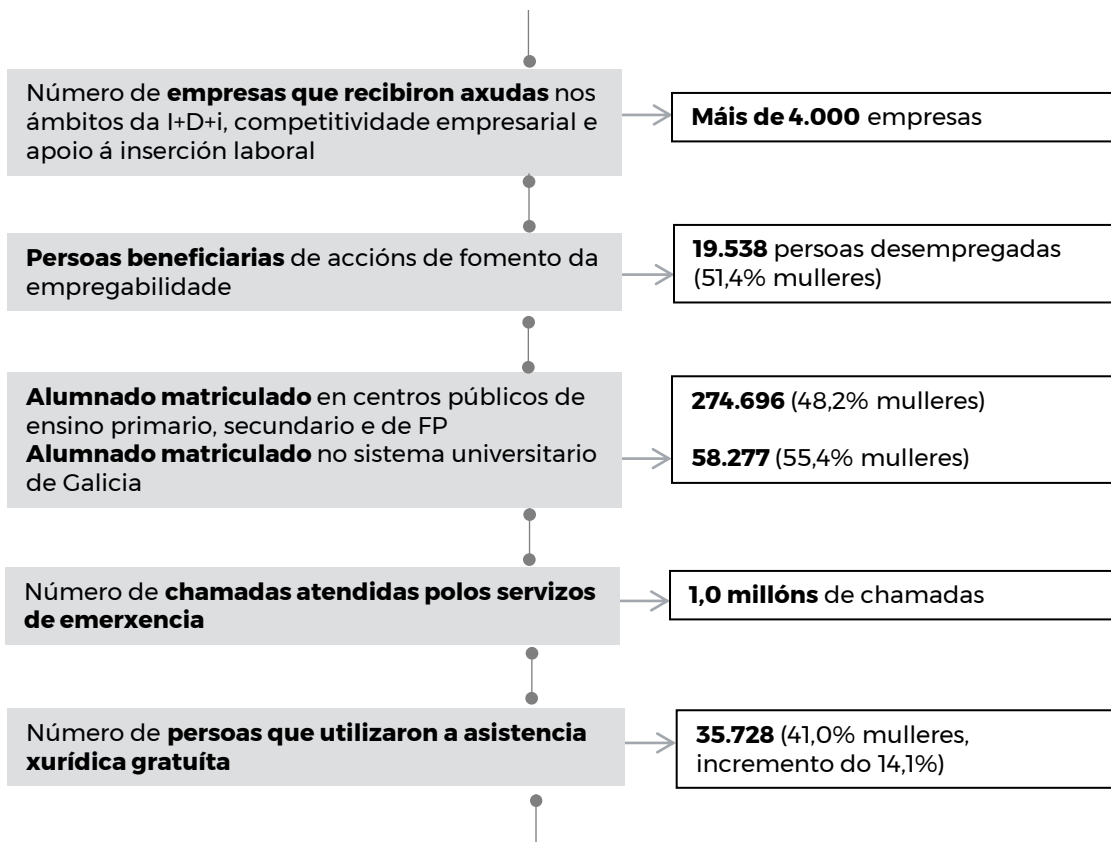 Número de empresas que recibiron axudas nos
ámbitos da I+D+i, competitividade empresarial e
apoio á inserción laboral
Máis de 4.000 empresas
Persoas beneficiarias de accións de fomento da
empregabilidade
19.538 persoas desempregadas
(51,4% mulleres)
Alumnado matriculado en centros públicos de
ensino primario, secundario e de FP
Alumnado matriculado no sistema universitario
de Galicia
274.696 (48,2% mulleres)
58.277 (55,4% mulleres)
Número de chamadas atendidas polos servizos
de emerxencia
1,0 millóns de chamadas
Número de persoas que utilizaron a asistencia
xurídica gratuíta
35.728 (41,0% mulleres,
incremento do 14,1%)